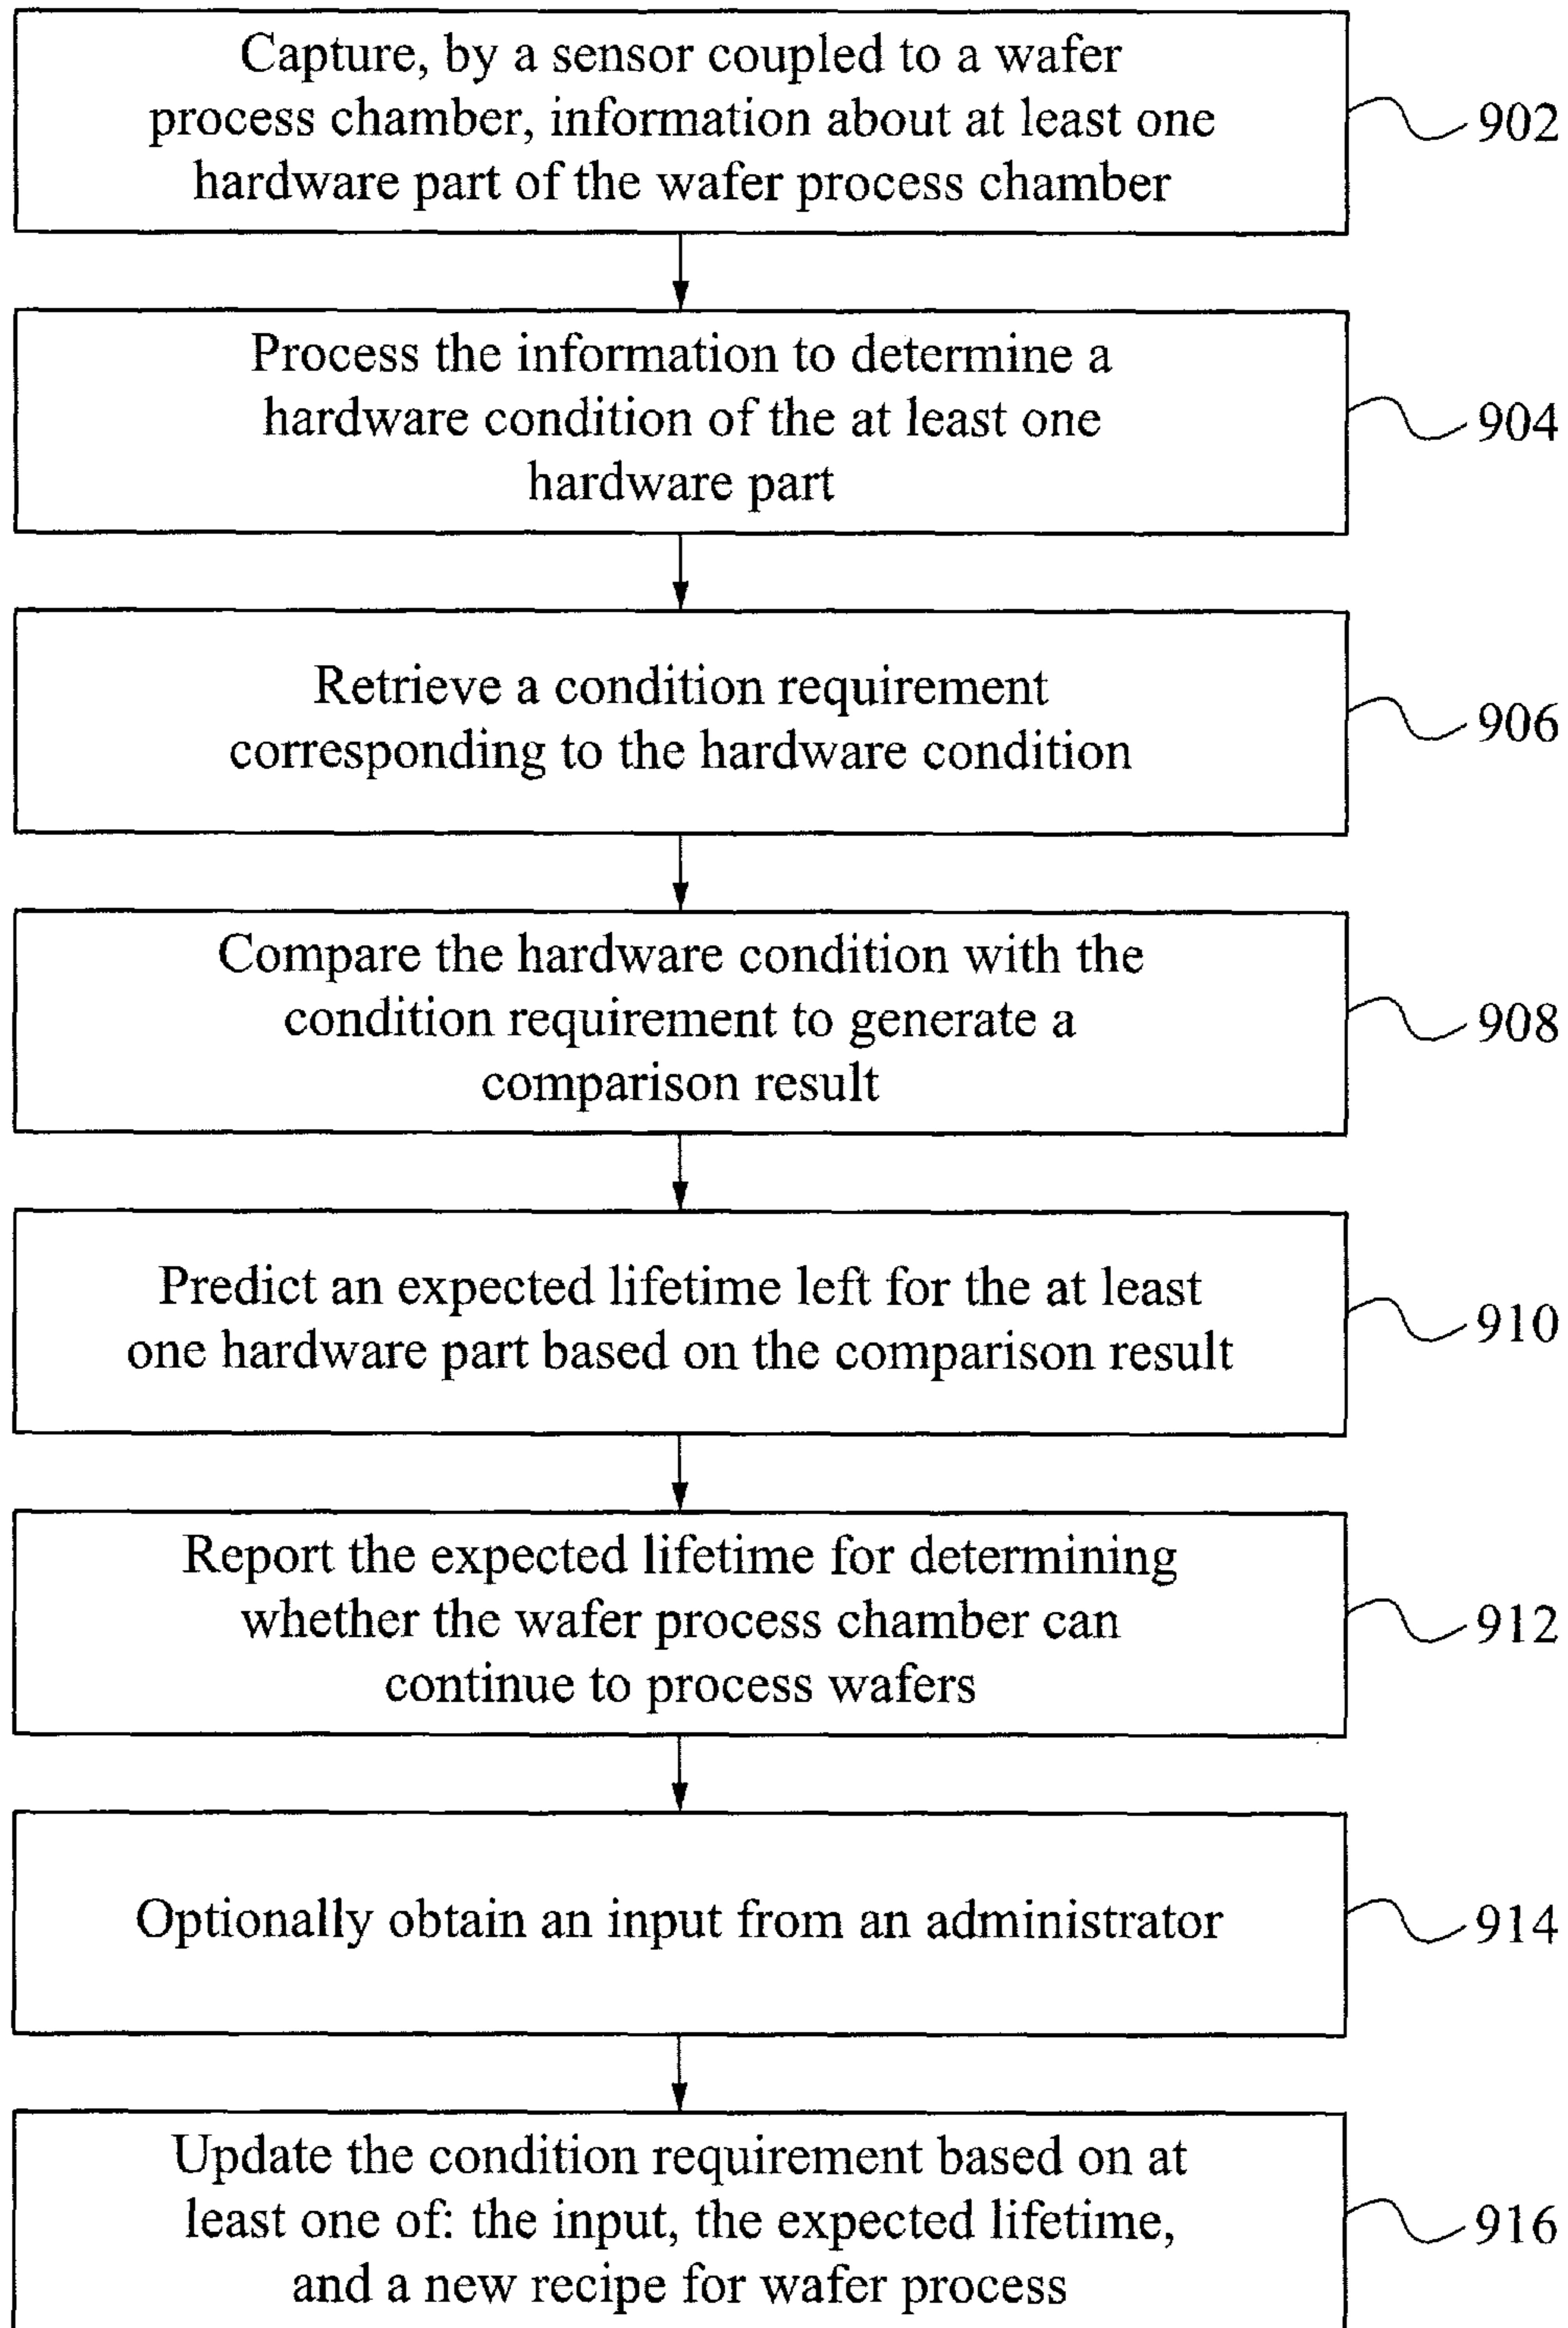 Capture, by a sensor coupled to a wafer
process chamber, information about at least one
hardware part of the wafer process chamber
902
Process the information to determine a
hardware condition of the at least one
hardware part
904
Retrieve a condition requirement
corresponding to the hardware condition
906
Compare the hardware condition with the
condition requirement to generate a
comparison result
908
Predict an expected lifetime left for the at least
one hardware part based on the comparison result
910
Report the expected lifetime for determining
whether the wafer process chamber can
continue to process wafers
912
Optionally obtain an input from an administrator
914
Update the condition requirement based on at
least one of: the input, the expected lifetime,
and a new recipe for wafer process
916